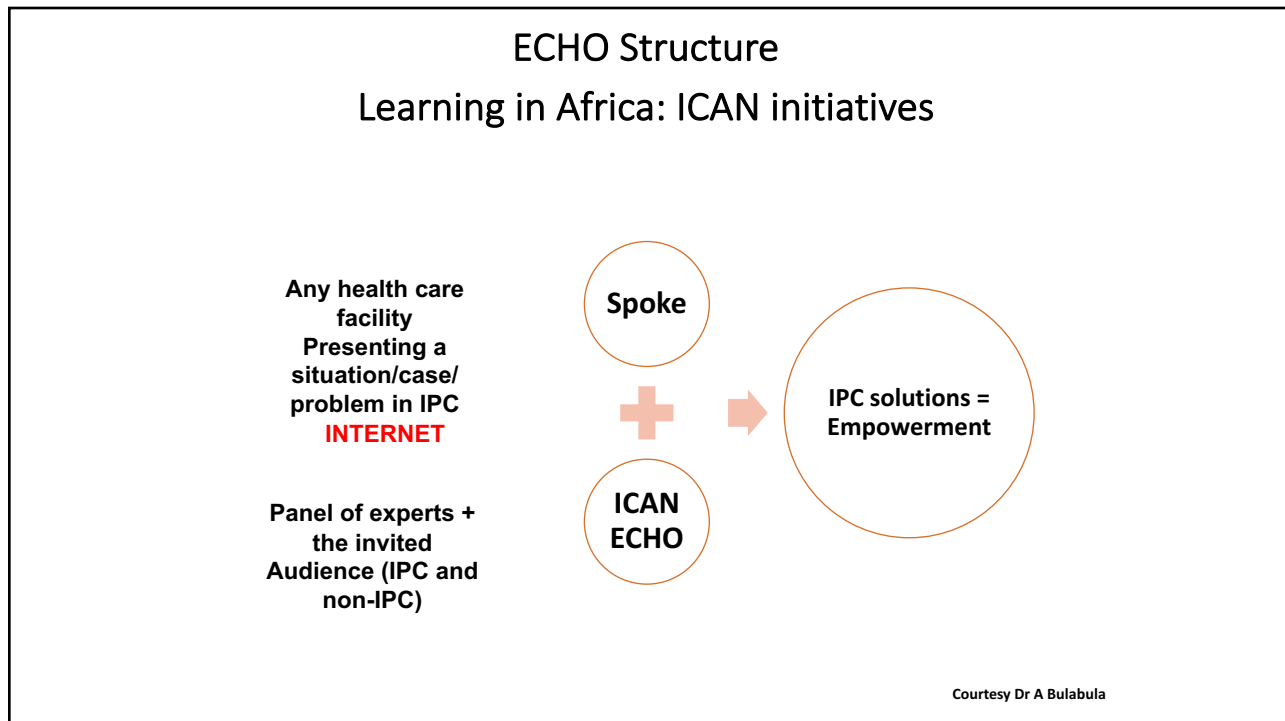 ECHO Structure
Learning in Africa: ICAN initiatives
Any health care
facility
Presenting a
situation/case/
problem in IPC
INTERNET
Spoke
Panel of experts +
the invited
Audience (IPC and
non-IPC)
ICAN
ECHO
IPC solutions =
Empowerment
Courtesy Dr A Bulabula